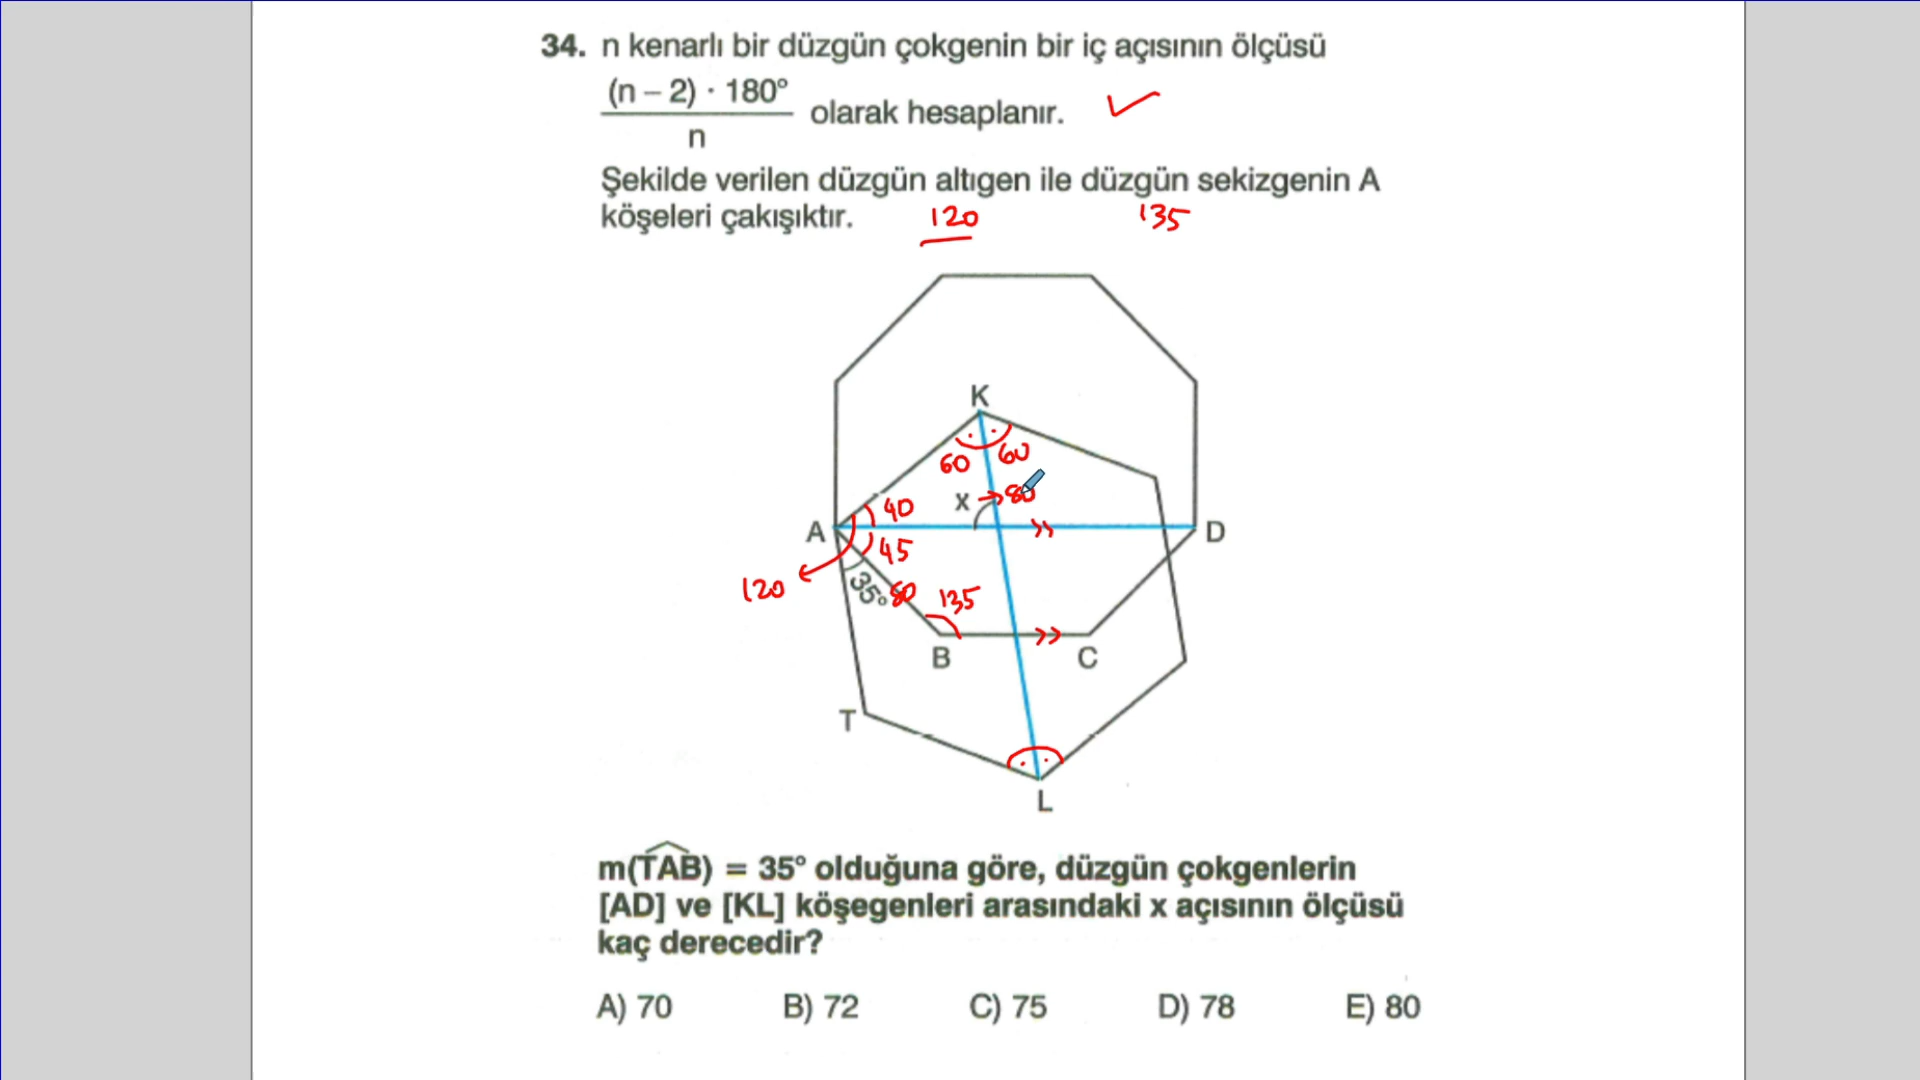 34. n kenarlı bir düzgün çokgenin bir iç açısının ölçüsü
(n – 2) · 180°
n
olarak hesaplanır.
Şekilde verilen düzgün altıgen ile düzgün sekizgenin A
köşeleri çakışıktır.
120
135
K
60 60
x → 80
40
A
D
45
120
35°
80
135
B
C
T
L
m(TAB) = 35° olduğuna göre, düzgün çokgenlerin
[AD] ve [KL] köşegenleri arasındaki x açısının ölçüsü
kaç derecedir?
A) 70 B) 72 C) 75 D) 78 E) 80